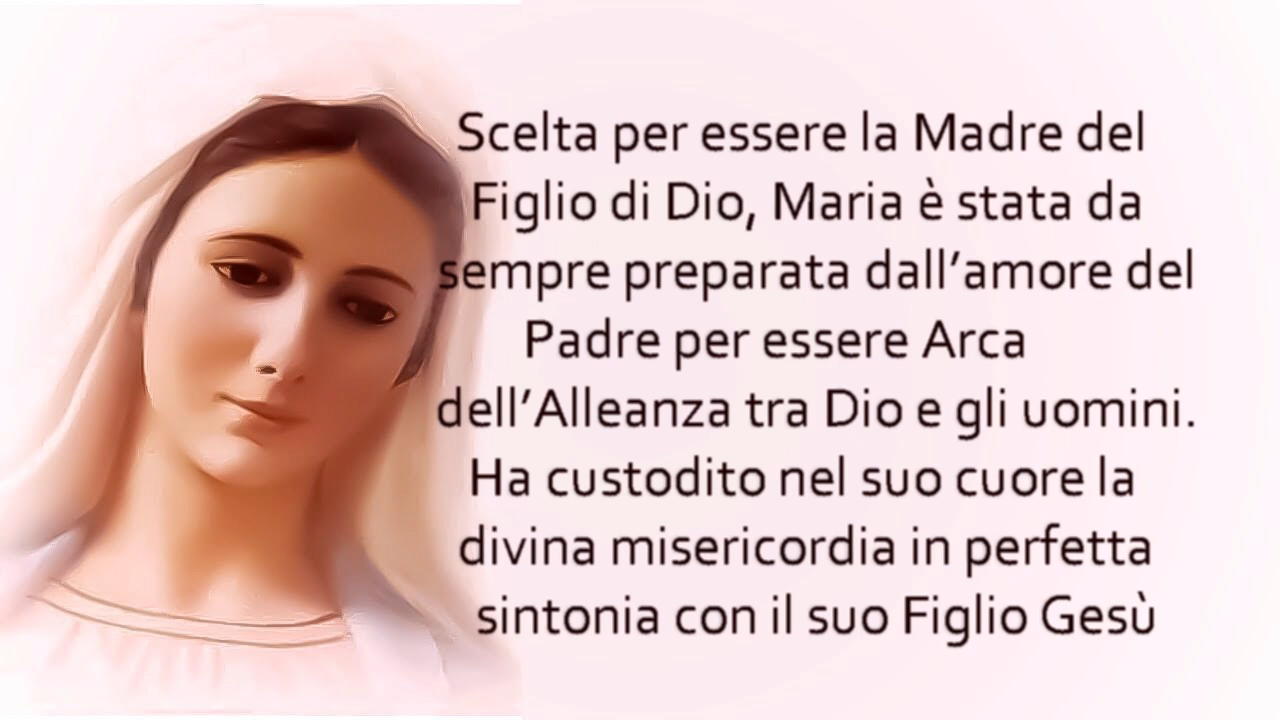 Scelta per essere la Madre del
Figlio di Dio, Maria è stata da
sempre preparata dall’amore del
Padre per essere Arca
dell’Alleanza tra Dio e gli uomini.
Ha custodito nel suo cuore la
divina misericordia in perfetta
sintonia con il suo Figlio Gesù